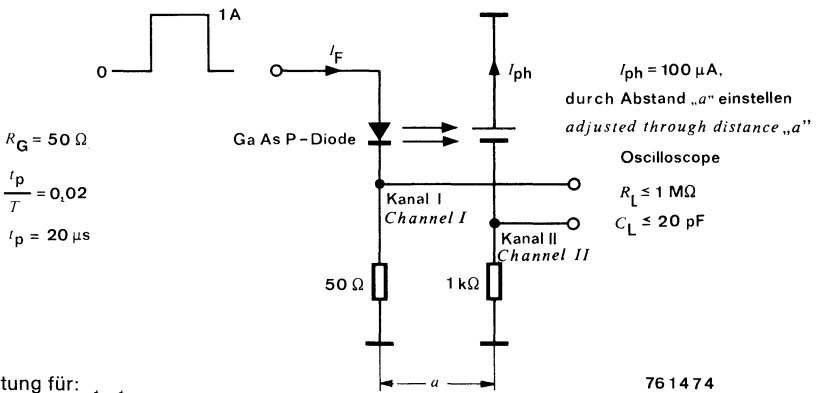 1 A
0
I_F
I_ph
I_ph = 100 µA,
durch Abstand „a" einstellen
adjusted through distance „a"
Oscilloscope
R_L ≤ 1 MΩ
C_L ≤ 20 pF
R_G = 50 Ω
t_p/T = 0,02
t_p = 20 µs
Ga As P-Diode
Kanal I
Channel I
Kanal II
Channel II
50 Ω
1 kΩ
a
tung für:
761474